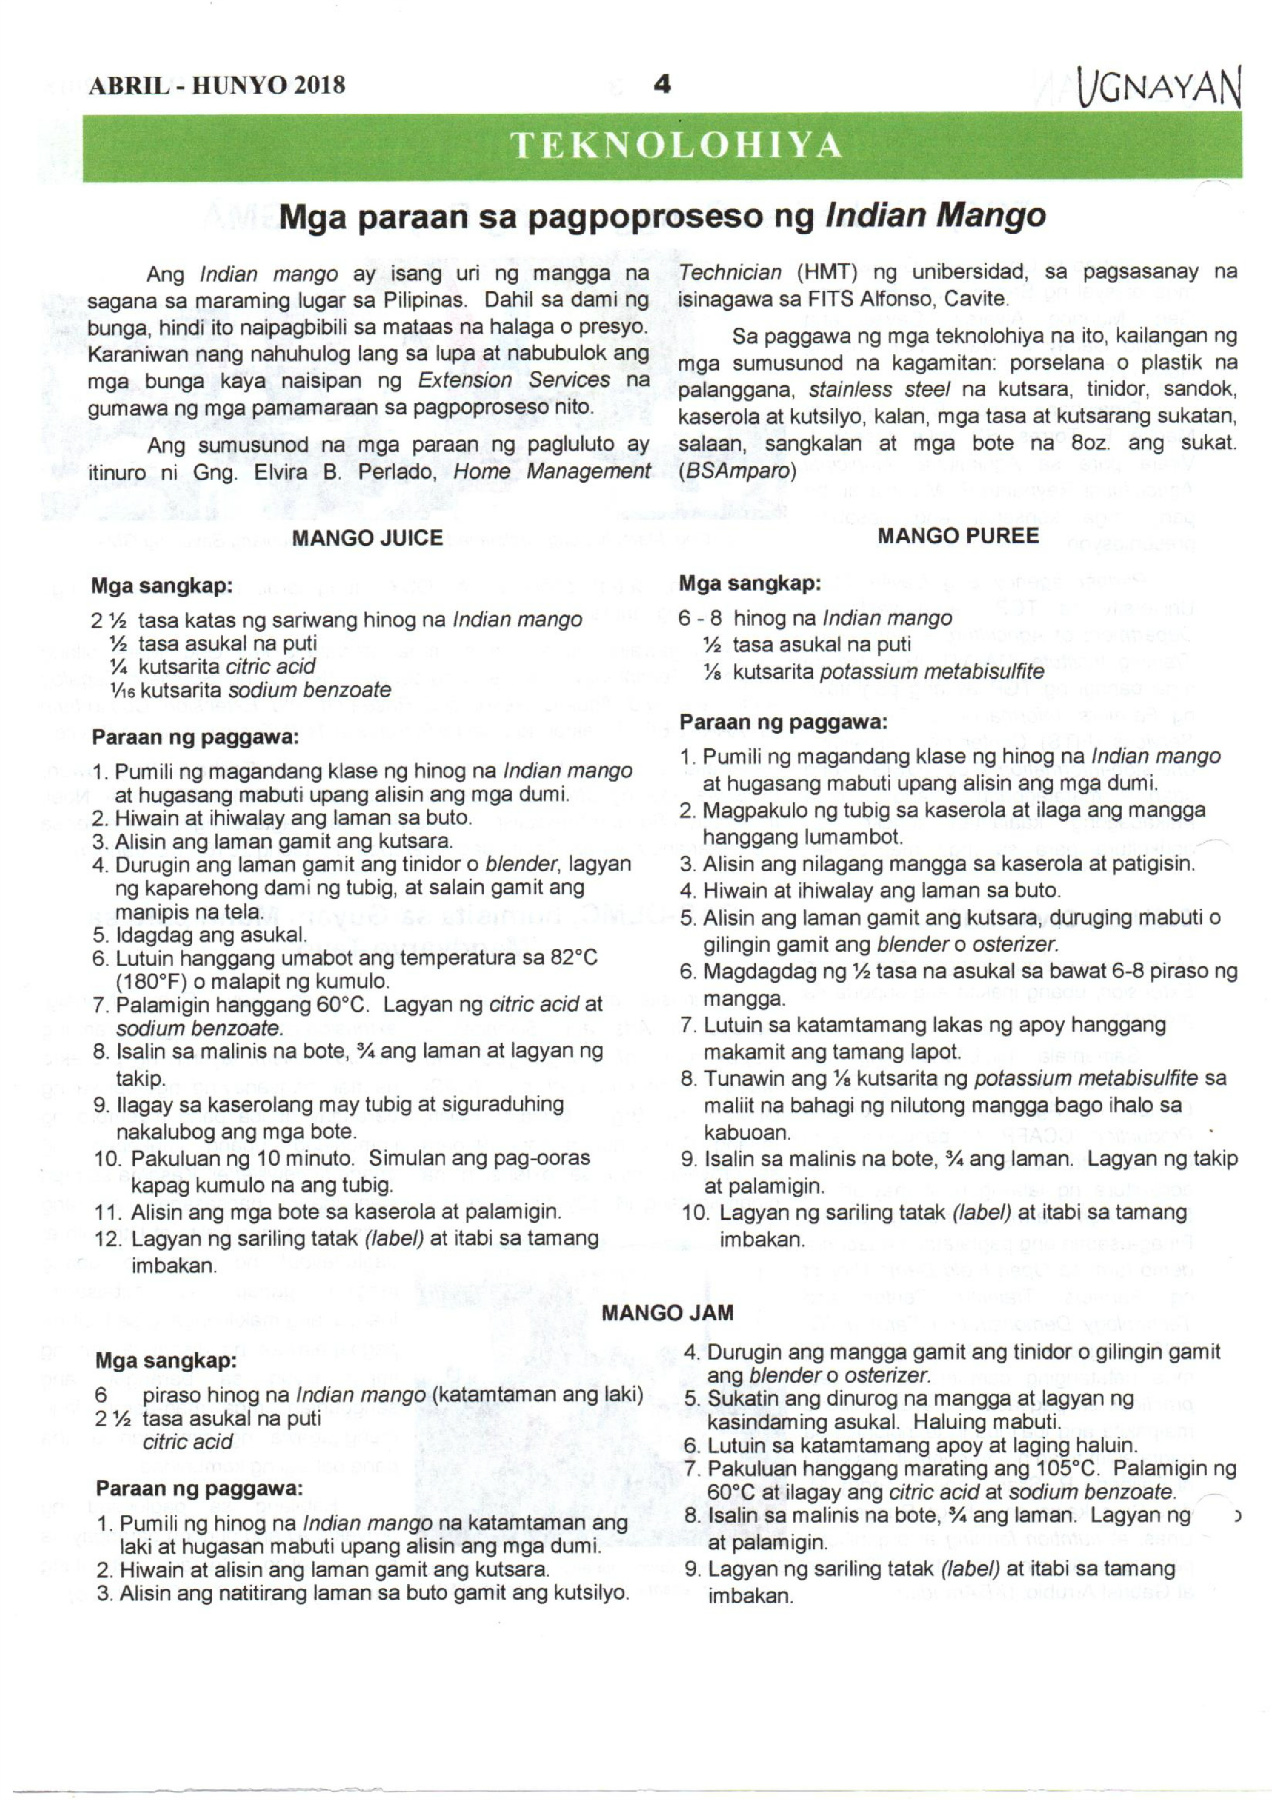 ABRIL - HUNYO 2018
4
UGNAYAN
TEKNOLOHIYA
Mga paraan sa pagpoproseso ng Indian Mango
Ang Indian mango ay isang uri ng mangga na
sagana sa maraming lugar sa Pilipinas. Dahil sa dami ng
bunga, hindi ito naipagbibili sa mataas na halaga o presyo.
Karaniwan nang nahuhulog lang sa lupa at nabubulok ang
mga bunga kaya naisipan ng Extension Services na
gumawa ng mga pamamaraan sa pagpoproseso nito.
Ang sumusunod na mga paraan ng pagluluto ay
itinuro ni Gng. Elvira B. Perlado, Home Management
Technician (HMT) ng unibersidad, sa pagsasanay na
isinagawa sa FITS Alfonso, Cavite.
Sa paggawa ng mga teknolohiya na ito, kailangan ng
mga sumusunod na kagamitan: porselana o plastik na
palanggana, stainless steel na kutsara, tinidor, sandok,
kaserola at kutsilyo, kalan, mga tasa at kutsarang sukatan,
salaan, sangkalan at mga bote na 8oz. ang sukat.
(BSAmparo)
MANGO JUICE
Mga sangkap:
2 ½ tasa katas ng sariwang hinog na Indian mango
½ tasa asukal na puti
¼ kutsarita citric acid
1/16 kutsarita sodium benzoate
Paraan ng paggawa:
1. Pumili ng magandang klase ng hinog na Indian mango
at hugasang mabuti upang alisin ang mga dumi.
2. Hiwain at ihiwalay ang laman sa buto.
3. Alisin ang laman gamit ang kutsara.
4. Durugin ang laman gamit ang tinidor o blender, lagyan
ng kaparehong dami ng tubig, at salain gamit ang
manipis na tela.
5. Idagdag ang asukal.
6. Lutuin hanggang umabot ang temperatura sa 82°C
(180°F) o malapit ng kumulo.
7. Palamigin hanggang 60°C. Lagyan ng citric acid at
sodium benzoate.
8. Isalin sa malinis na bote, ¾ ang laman at lagyan ng
takip.
9. Ilagay sa kaserolang may tubig at siguraduhing
nakalubog ang mga bote.
10. Pakuluan ng 10 minuto. Simulan ang pag-ooras
kapag kumulo na ang tubig.
11. Alisin ang mga bote sa kaserola at palamigin.
12. Lagyan ng sariling tatak (label) at itabi sa tamang
imbakan.
MANGO PUREE
Mga sangkap:
6 - 8 hinog na Indian mango
½ tasa asukal na puti
⅛ kutsarita potassium metabisulfite
Paraan ng paggawa:
1. Pumili ng magandang klase ng hinog na Indian mango
at hugasang mabuti upang alisin ang mga dumi.
2. Magpakulo ng tubig sa kaserola at ilaga ang mangga
hanggang lumambot.
3. Alisin ang nilagang mangga sa kaserola at patigisin.
4. Hiwain at ihiwalay ang laman sa buto.
5. Alisin ang laman gamit ang kutsara, duruging mabuti o
gilingin gamit ang blender o osterizer.
6. Magdagdag ng ½ tasa na asukal sa bawat 6-8 piraso ng
mangga.
7. Lutuin sa katamtamang lakas ng apoy hanggang
makamit ang tamang lapot.
8. Tunawin ang ⅛ kutsarita ng potassium metabisulfite sa
maliit na bahagi ng nilutong mangga bago ihalo sa
kabuoan.
9. Isalin sa malinis na bote, ¾ ang laman. Lagyan ng takip
at palamigin.
10. Lagyan ng sariling tatak (label) at itabi sa tamang
imbakan.
MANGO JAM
Mga sangkap:
6 piraso hinog na Indian mango (katamtaman ang laki)
2 ½ tasa asukal na puti
citric acid
Paraan ng paggawa:
1. Pumili ng hinog na Indian mango na katamtaman ang
laki at hugasan mabuti upang alisin ang mga dumi.
2. Hiwain at alisin ang laman gamit ang kutsara.
3. Alisin ang natitirang laman sa buto gamit ang kutsilyo.
4. Durugin ang mangga gamit ang tinidor o gilingin gamit
ang blender o osterizer.
5. Sukatin ang dinurog na mangga at lagyan ng
kasindaming asukal. Haluing mabuti.
6. Lutuin sa katamtamang apoy at laging haluin.
7. Pakuluan hanggang marating ang 105°C. Palamigin ng
60°C at ilagay ang citric acid at sodium benzoate.
8. Isalin sa malinis na bote, ¾ ang laman. Lagyan ng
at palamigin.
9. Lagyan ng sariling tatak (label) at itabi sa tamang
imbakan.